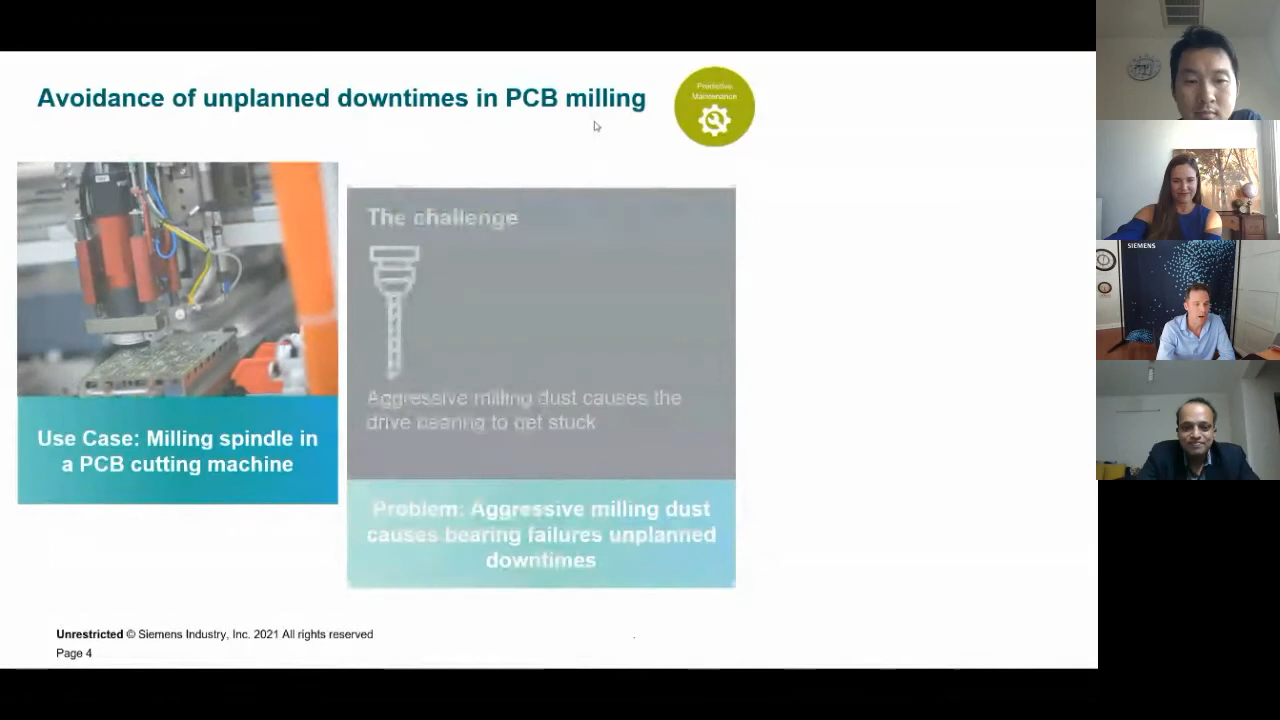 Avoidance of unplanned downtimes in PCB milling
Predictive
Maintenance
The challenge
Aggressive milling dust causes the
drive bearing to get stuck
Use Case: Milling spindle in
a PCB cutting machine
Problem: Aggressive milling dust
causes bearing failures unplanned
downtimes
Unrestricted © Siemens Industry, Inc. 2021 All rights reserved
Page 4
SIEMENS